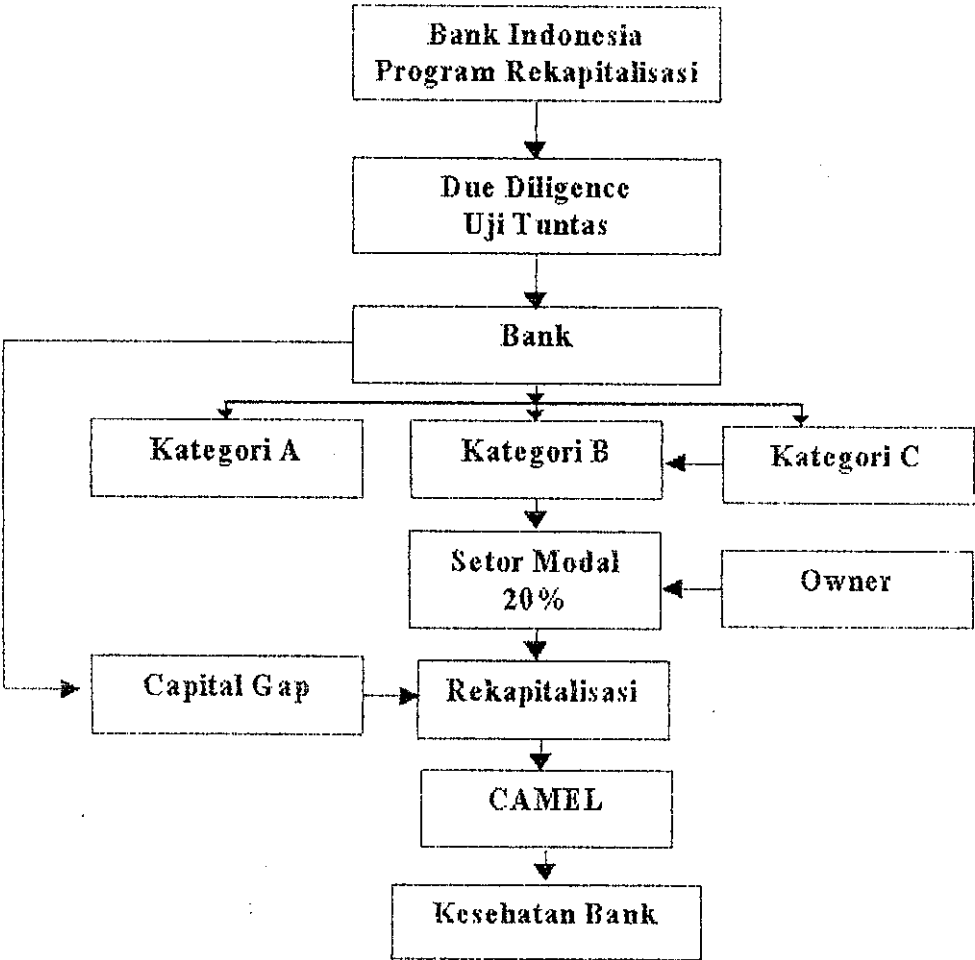 Bank Indonesia
Program Rekapitalisasi
Due Diligence
Uji Tuntas
Bank
Kategori A
Kategori B
Kategori C
Setor Modal
20%
Owner
Capital Gap
Rekapitalisasi
CAMEL
Kesehatan Bank